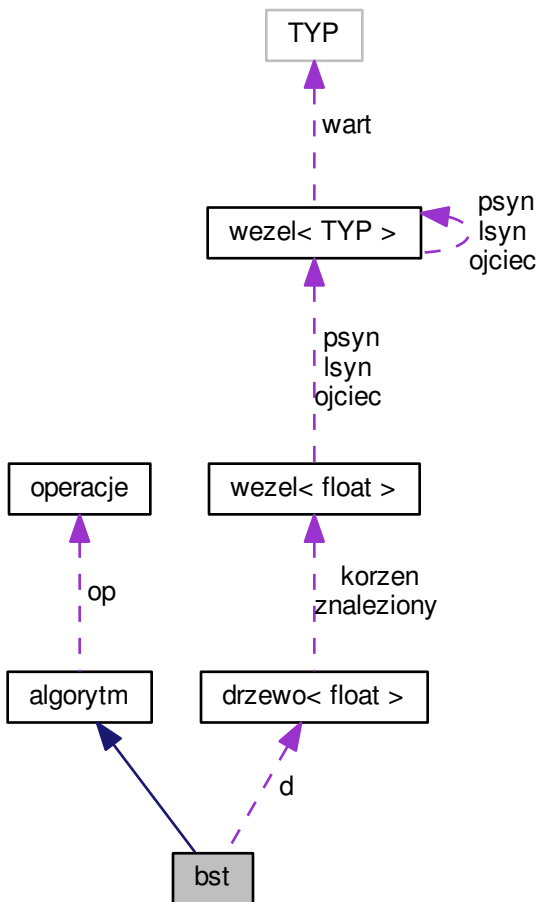 TYP
wart
wezel< TYP >
psyn
lsyn
ojciec
psyn
lsyn
ojciec
operacje
wezel< float >
op
korzen
znaleziony
algorytm
drzewo< float >
d
bst